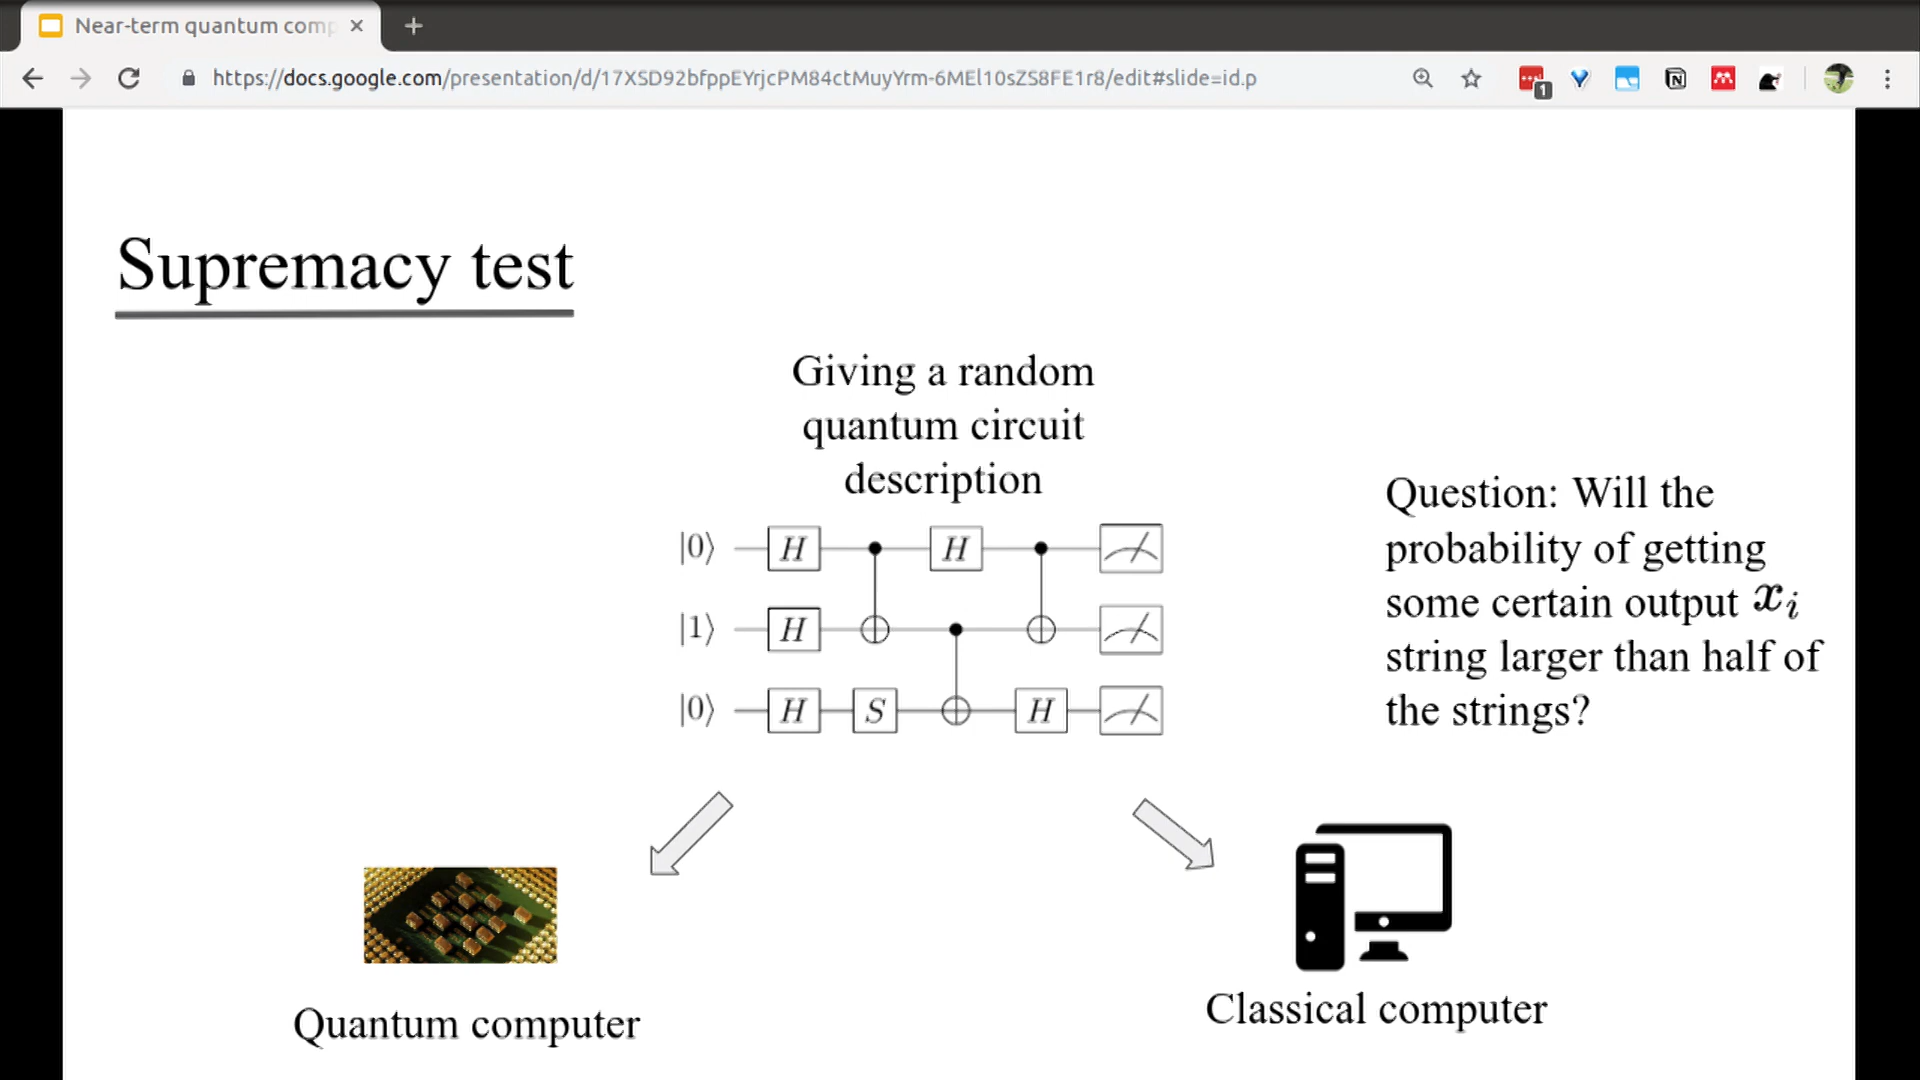 Near-term quantum comp
https://docs.google.com/presentation/d/17XSD92bfppEYrjcPM84ctMuyYrm-6MEl10sZS8FE1r8/edit#slide=id.p
1
N
Supremacy test
Giving a random
quantum circuit
description
|0⟩ H H
|1⟩ H
|0⟩ H S H
Question: Will the
probability of getting
some certain output xᵢ
string larger than half of
the strings?
Quantum computer
Classical computer